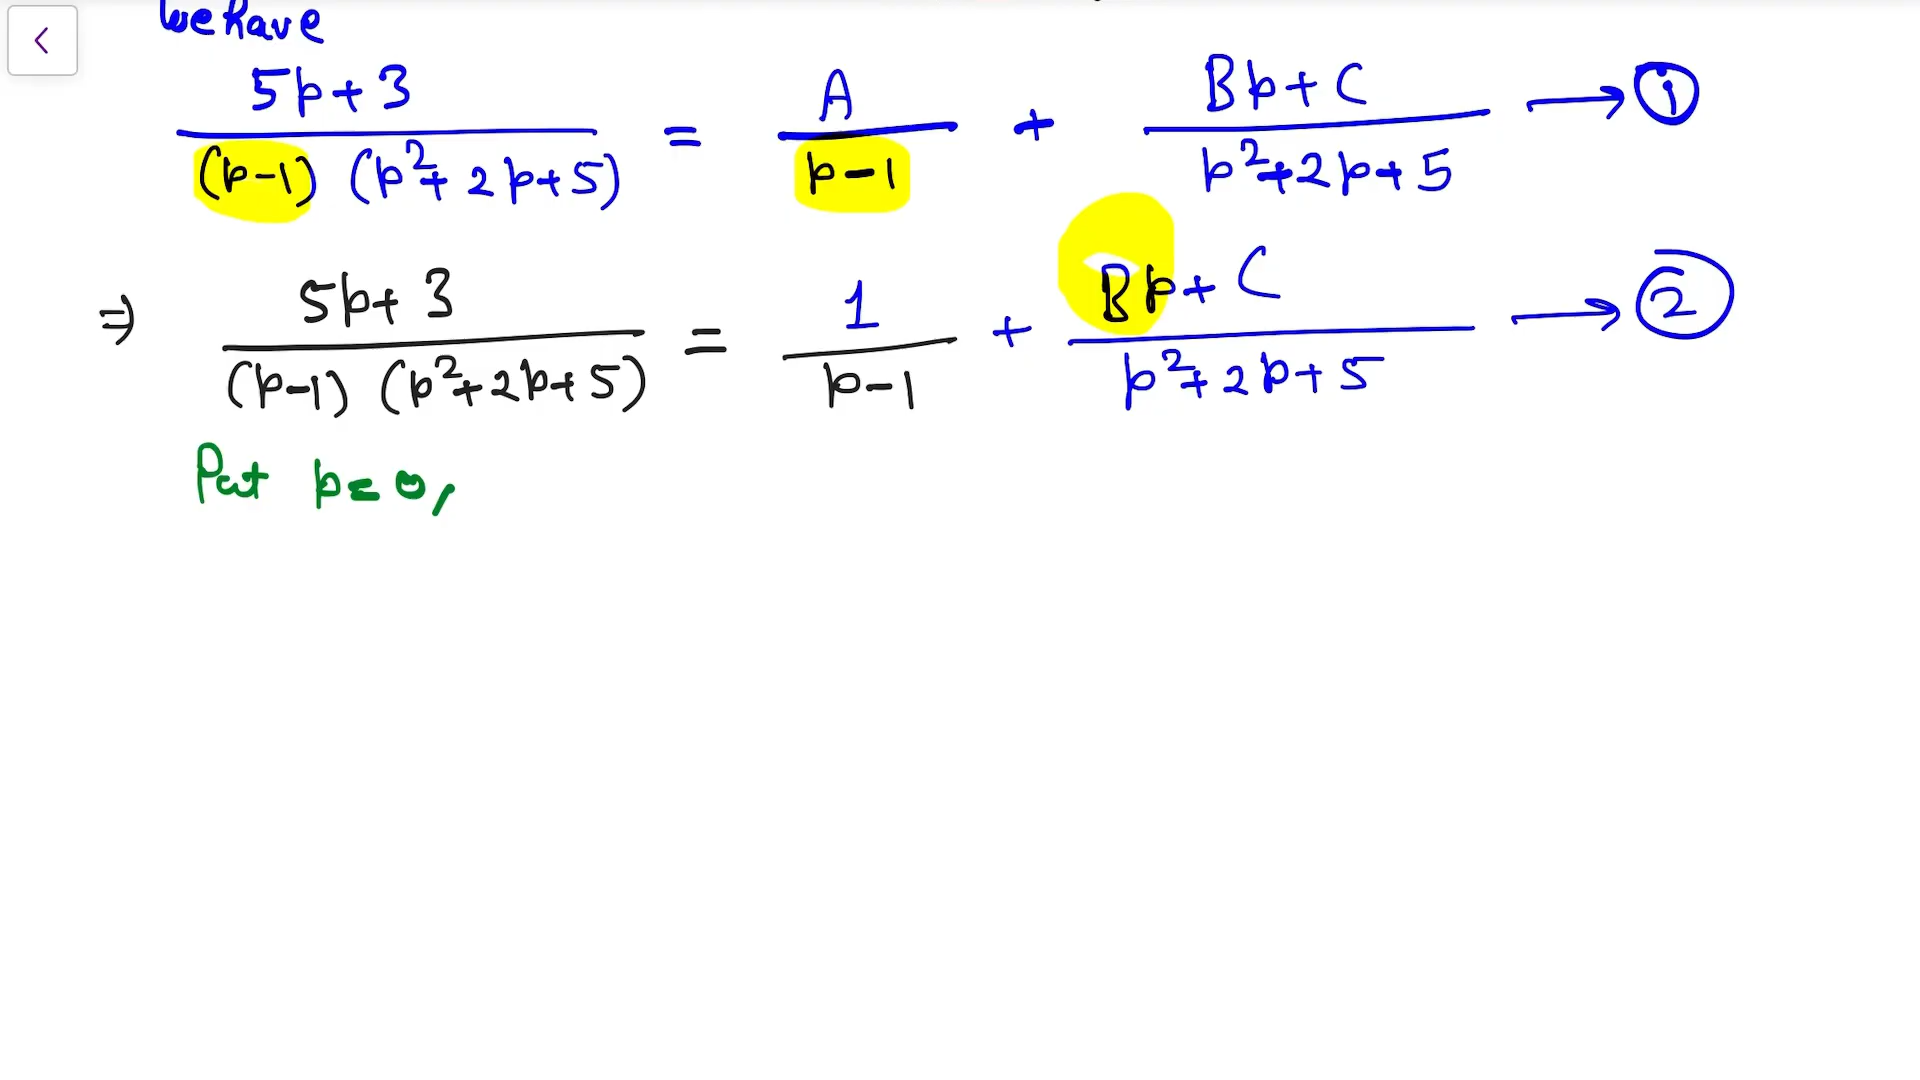 we have
(5p+3)/((p-1) (p²+2p+5)) = A/(p-1) + (Bp+C)/(p²+2p+5) → ①
⇒ (5p+3)/((p-1) (p²+2p+5)) = 1/(p-1) + (Bp+C)/(p²+2p+5) → ②
Put p=0,